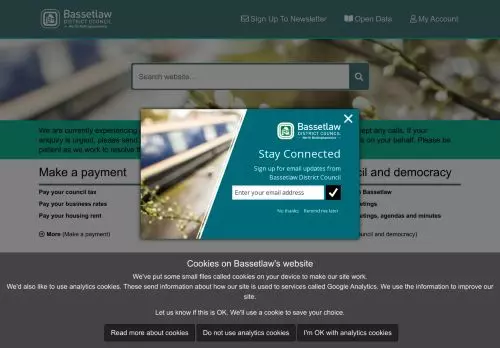 Bassetlaw
DISTRICT COUNCIL
North Nottinghamshire
Sign Up To Newsletter
Open Data
My Account
Search website...
We are currently experiencing
ept any calls. If your
enquiry is urgent, please send
s on your behalf. Please be
patient as we work to resolve th
Bassetlaw
DISTRICT COUNCIL
North Nottinghamshire
Stay Connected
Sign up for email updates from
Bassetlaw District Council
Enter your email address
No thanks
Remind me later
Make a payment
cil and democracy
Pay your council tax
Pay your business rates
Pay your housing rent
More (Make a payment)
n Bassetlaw
etings
etings, agendas and minutes
ouncil and democracy)
Cookies on Bassetlaw's website
We've put some small files called cookies on your device to make our site work.
We'd also like to use analytics cookies. These send information about how our site is used to services called Google Analytics. We use the information to improve our
site.
Let us know if this is OK. We'll use a cookie to save your choice.
Read more about cookies
Do not use analytics cookies
I'm OK with analytics cookies